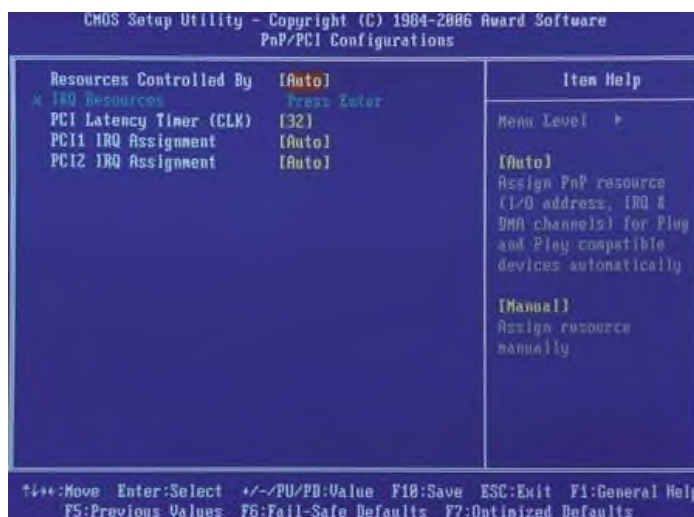 CMOS Setup Utility - Copyright (C) 1984-2006 Award Software
PnP/PCI Configurations
Resources Controlled By [Auto]
x IRQ Resources Press Enter
PCI Latency Timer (CLK) [32]
PCI1 IRQ Assignment [Auto]
PCI2 IRQ Assignment [Auto]
Item Help
Menu Level ▸
[Auto]
Assign PnP resource
(I/O address, IRQ &
DMA channels) for Plug
and Play compatible
devices automatically
[Manual]
Assign resource
manually
↑↓→←:Move Enter:Select +/-/PU/PD:Value F10:Save ESC:Exit F1:General Help
F5:Previous Values F6:Fail-Safe Defaults F7:Optimized Defaults